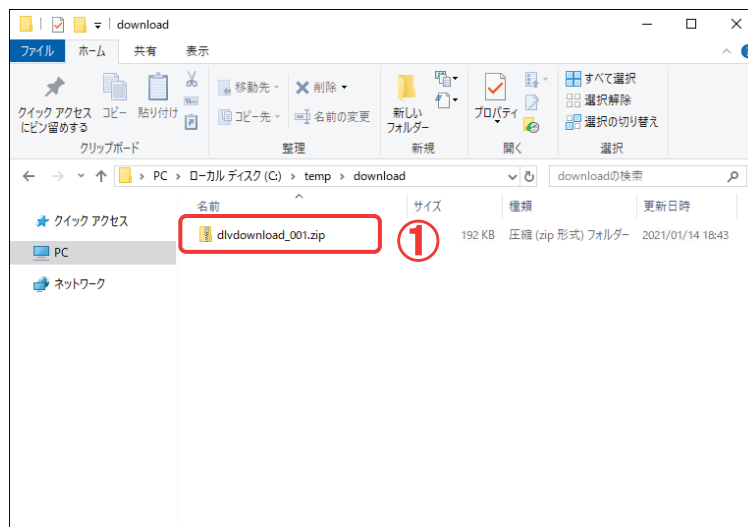 download
ファイル ホーム 共有 表示
クイック アクセス
にピン留めする
コピー
貼り付け
クリップボード
移動先
コピー先
削除
名前の変更
整理
新しい
フォルダー
新規
プロパティ
開く
すべて選択
選択解除
選択の切り替え
選択
PC › ローカル ディスク (C:) › temp › download
downloadの検索
名前 サイズ 種類 更新日時
クイック アクセス
PC
ネットワーク
dlvdownload_001.zip ① 192 KB 圧縮 (zip 形式) フォルダー 2021/01/14 18:43